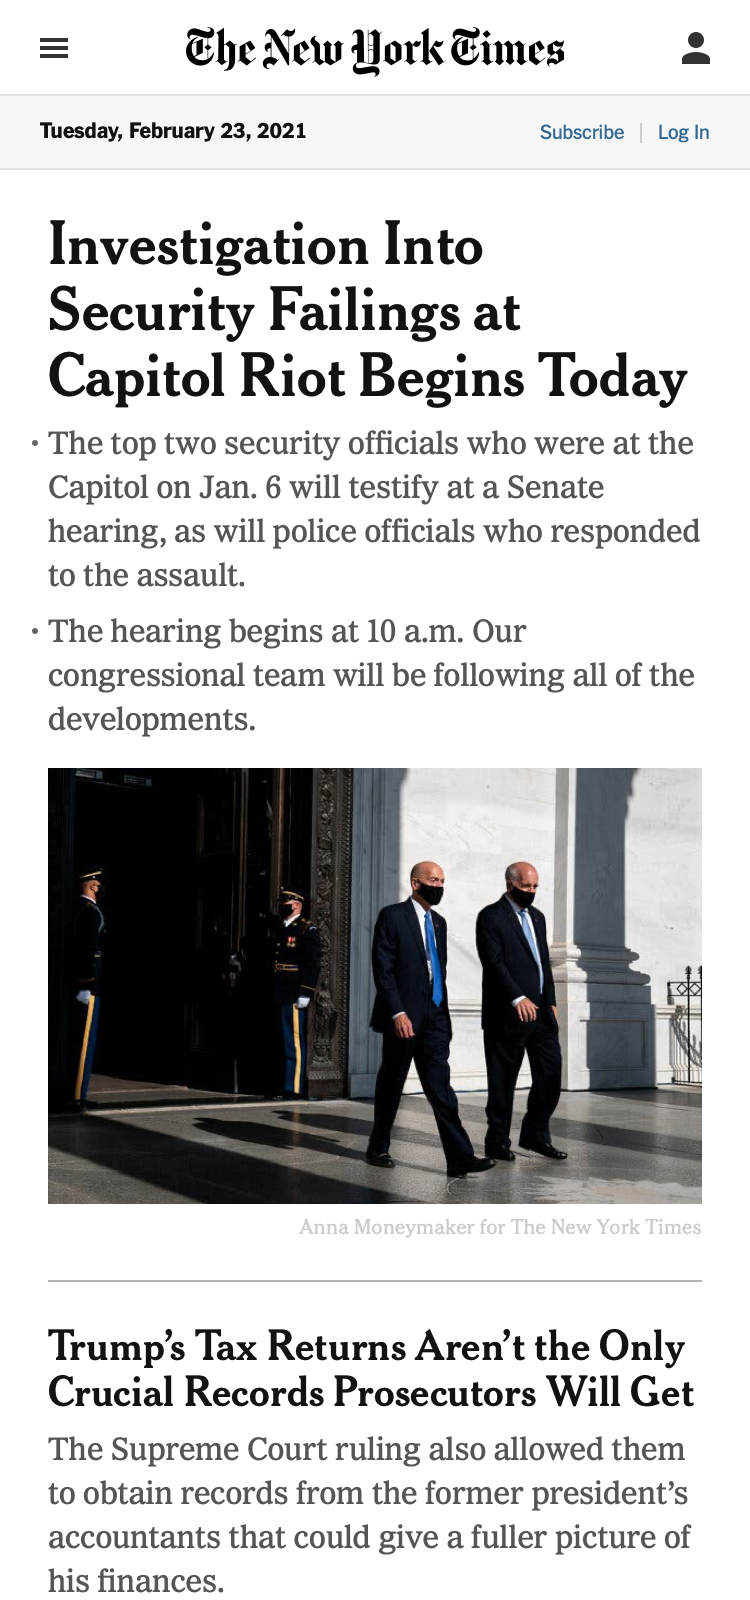 The New York Times
Tuesday, February 23, 2021
Subscribe | Log In
Investigation Into
Security Failings at
Capitol Riot Begins Today
• The top two security officials who were at the
Capitol on Jan. 6 will testify at a Senate
hearing, as will police officials who responded
to the assault.
• The hearing begins at 10 a.m. Our
congressional team will be following all of the
developments.
Anna Moneymaker for The New York Times
Trump’s Tax Returns Aren’t the Only
Crucial Records Prosecutors Will Get
The Supreme Court ruling also allowed them
to obtain records from the former president’s
accountants that could give a fuller picture of
his finances.